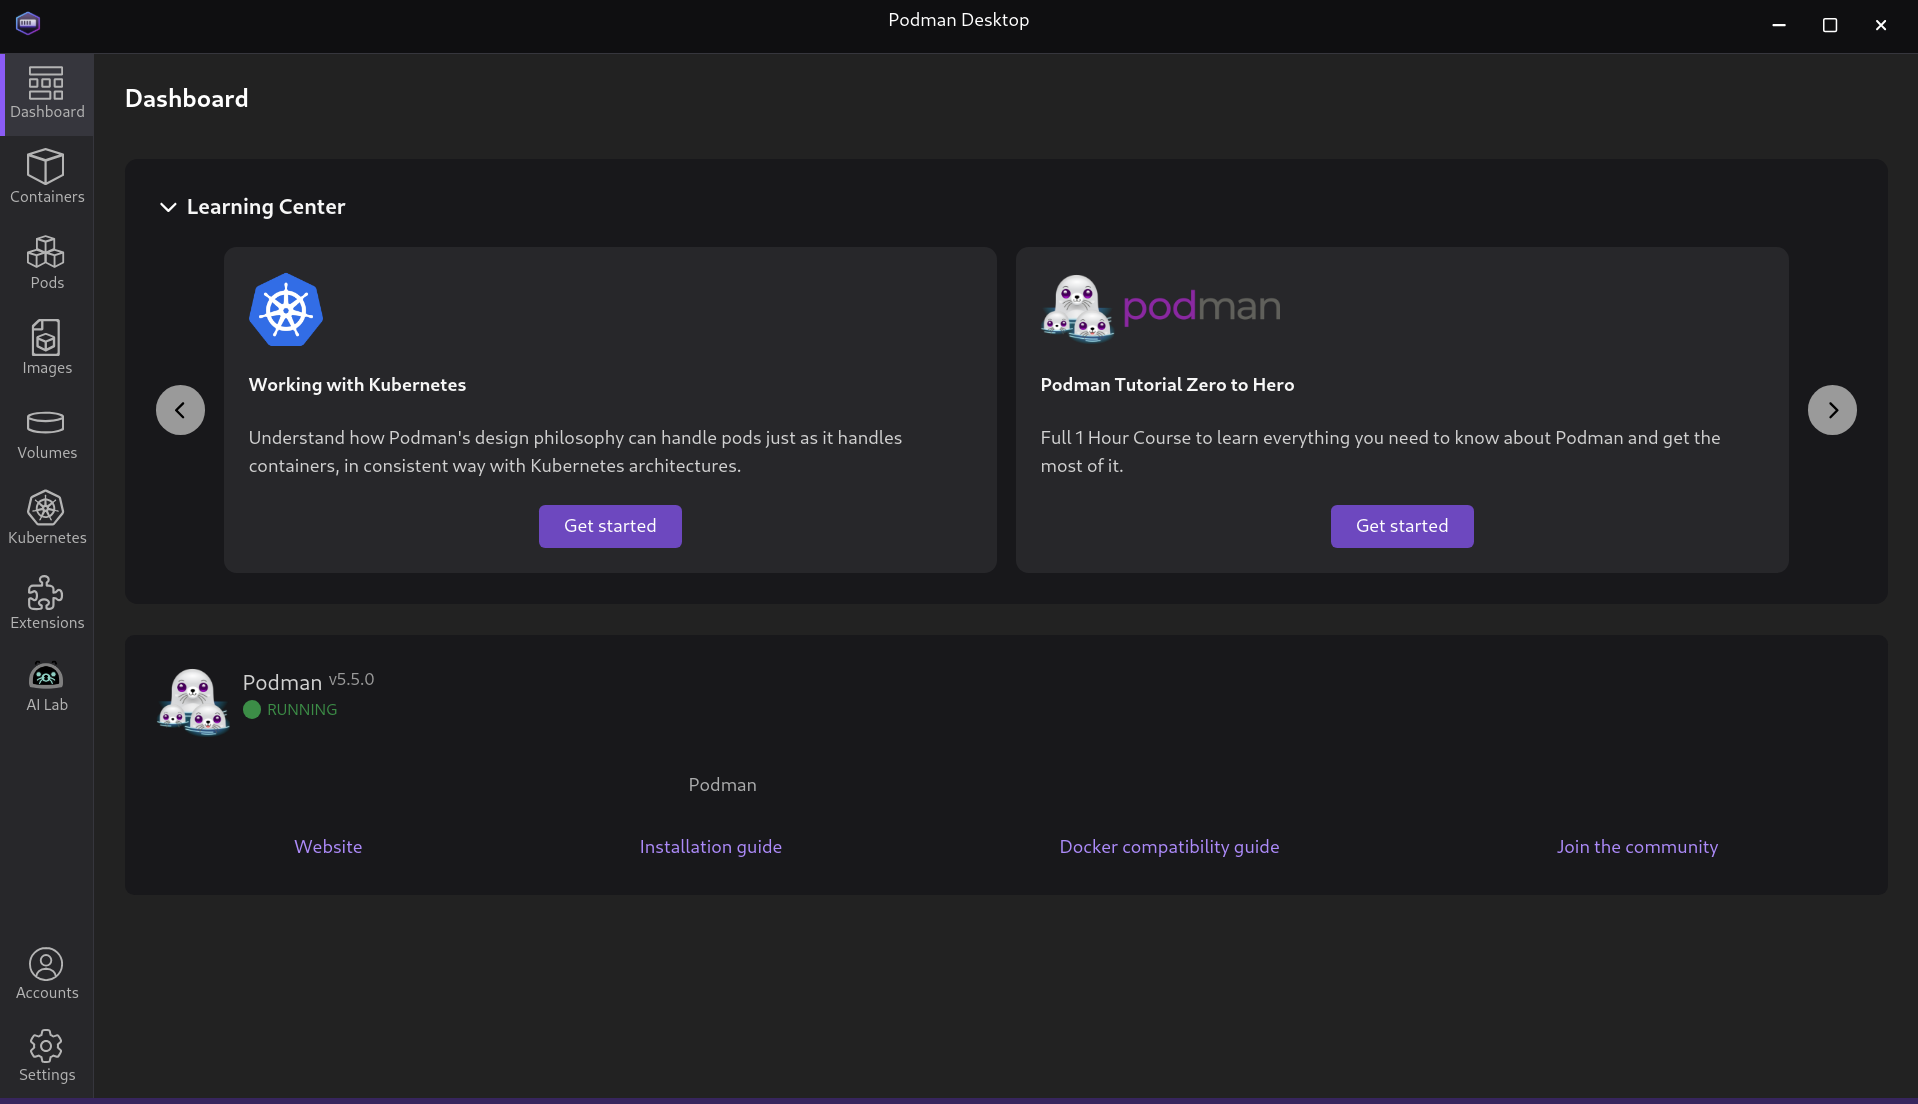 Podman Desktop
Dashboard
Containers
Pods
Images
Volumes
Kubernetes
Extensions
AI Lab
Accounts
Settings
Dashboard
Learning Center
Working with Kubernetes
Understand how Podman's design philosophy can handle pods just as it handles
containers, in consistent way with Kubernetes architectures.
Get started
podman
Podman Tutorial Zero to Hero
Full 1 Hour Course to learn everything you need to know about Podman and get the
most of it.
Get started
Podman v5.5.0
RUNNING
Podman
Website
Installation guide
Docker compatibility guide
Join the community